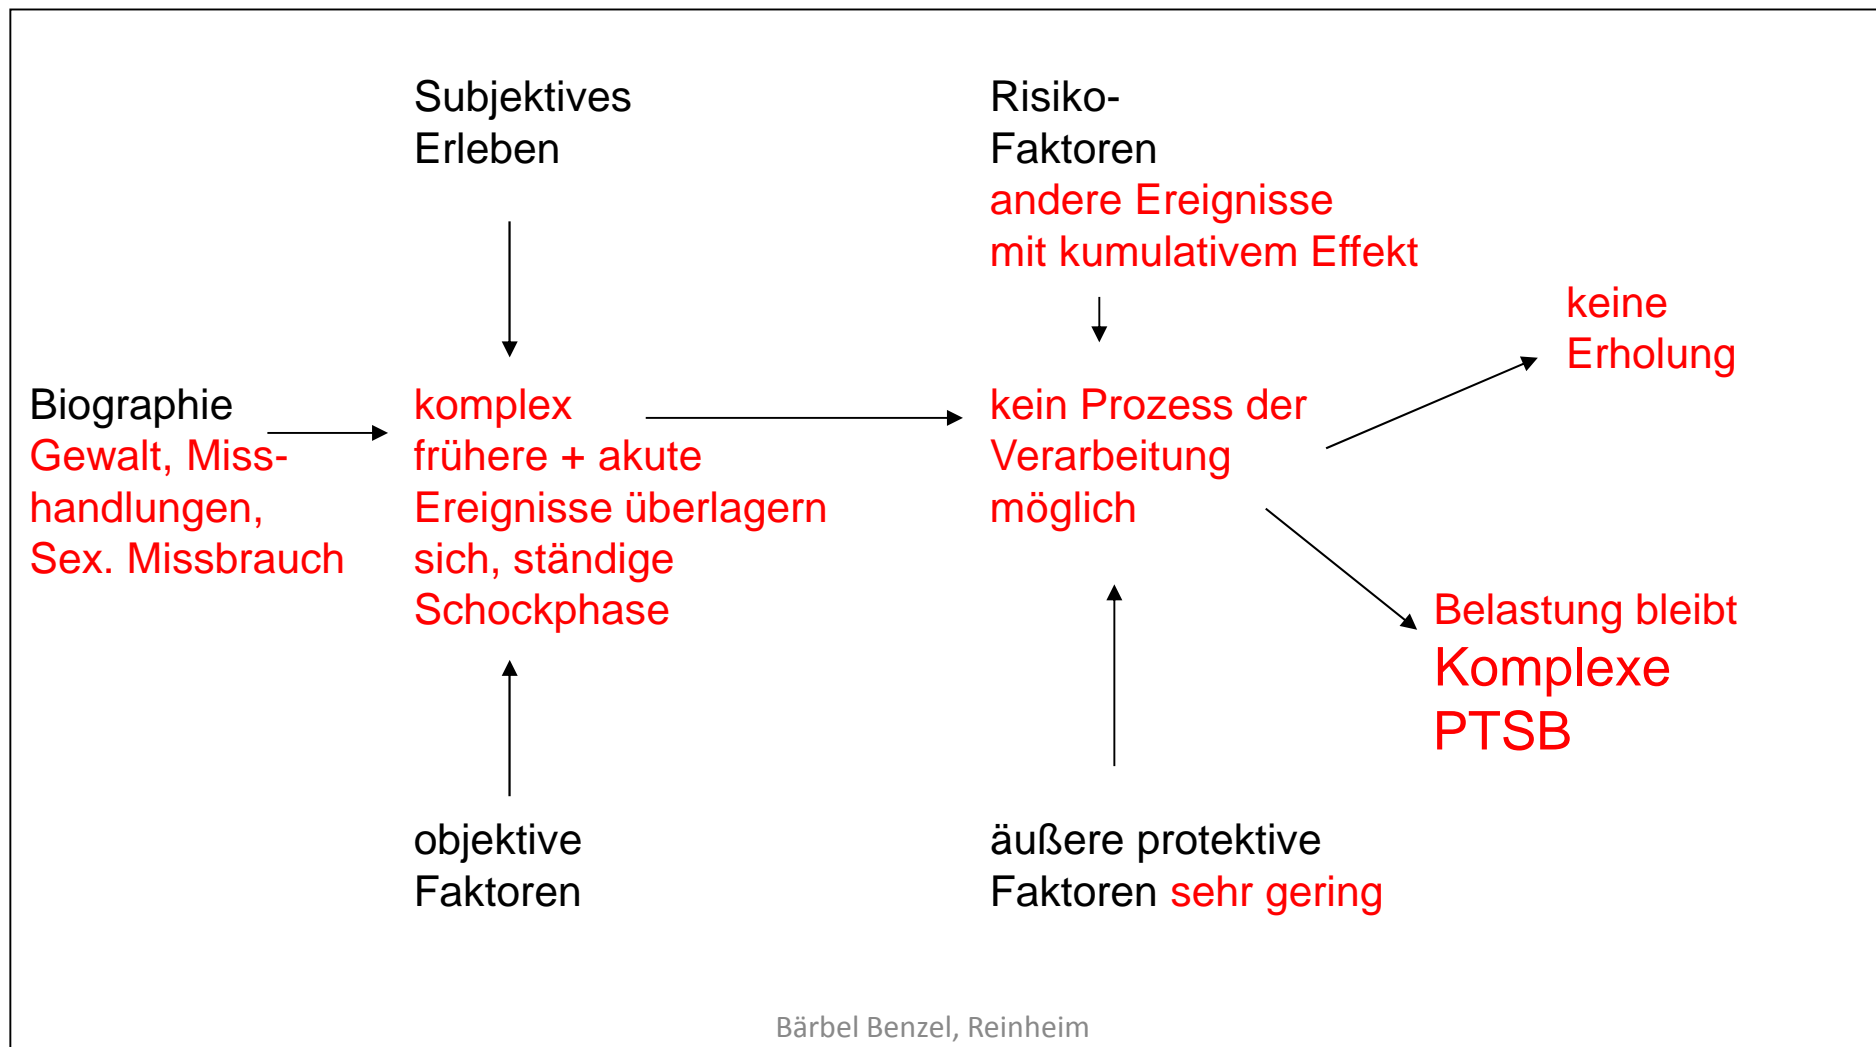 Subjektives
Erleben
Risiko-
Faktoren
andere Ereignisse
mit kumulativem Effekt
keine
Erholung
Biographie
Gewalt, Miss-
handlungen,
Sex. Missbrauch
komplex
frühere + akute
Ereignisse überlagern
sich, ständige
Schockphase
kein Prozess der
Verarbeitung
möglich
Belastung bleibt
Komplexe
PTSB
objektive
Faktoren
äußere protektive
Faktoren sehr gering
Bärbel Benzel, Reinheim